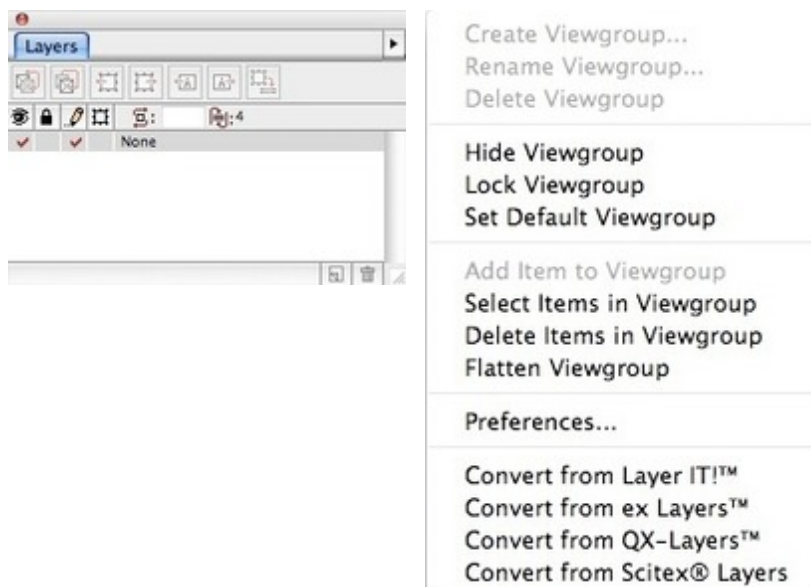 Layers
:
:4
None
Create Viewgroup...
Rename Viewgroup...
Delete Viewgroup
Hide Viewgroup
Lock Viewgroup
Set Default Viewgroup
Add Item to Viewgroup
Select Items in Viewgroup
Delete Items in Viewgroup
Flatten Viewgroup
Preferences...
Convert from Layer IT!™
Convert from ex Layers™
Convert from QX-Layers™
Convert from Scitex® Layers